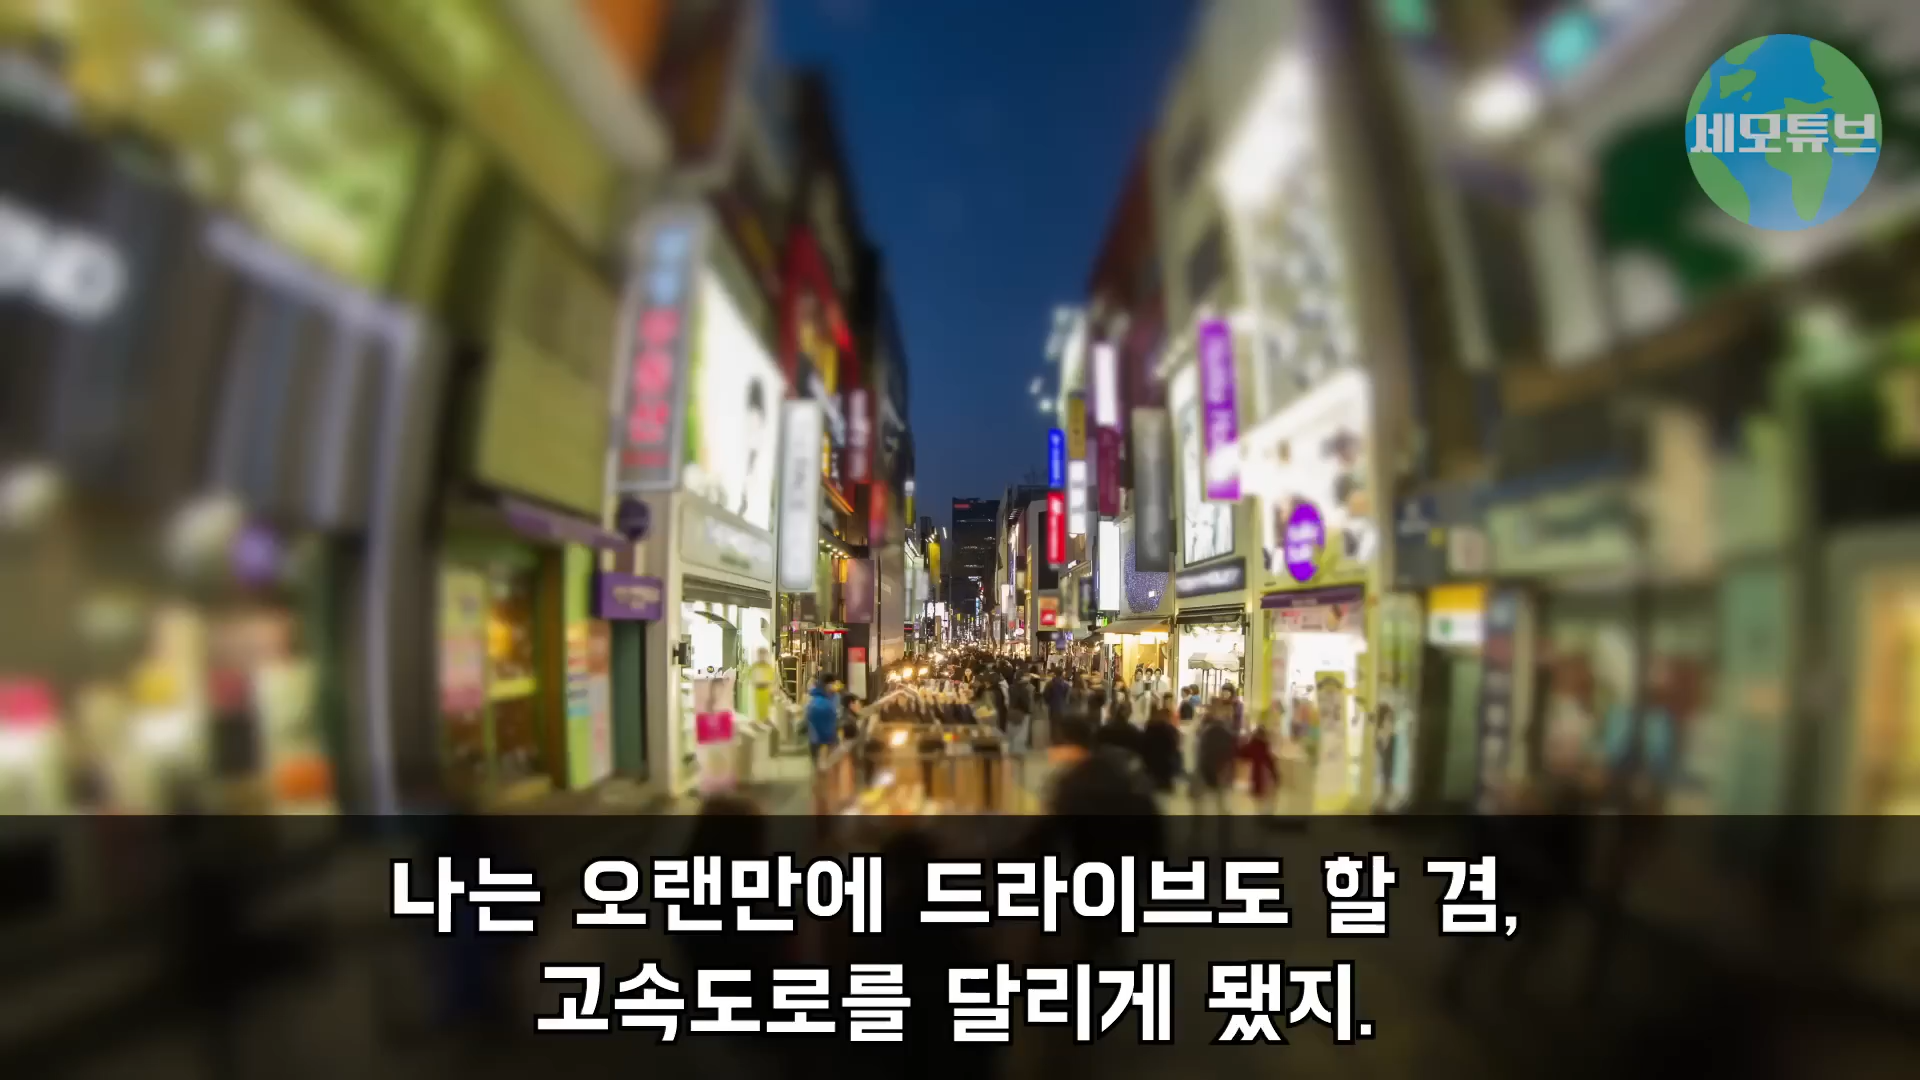 세모튜브
나는 오랜만에 드라이브도 할 겸,
고속도로를 달리게 됐지.